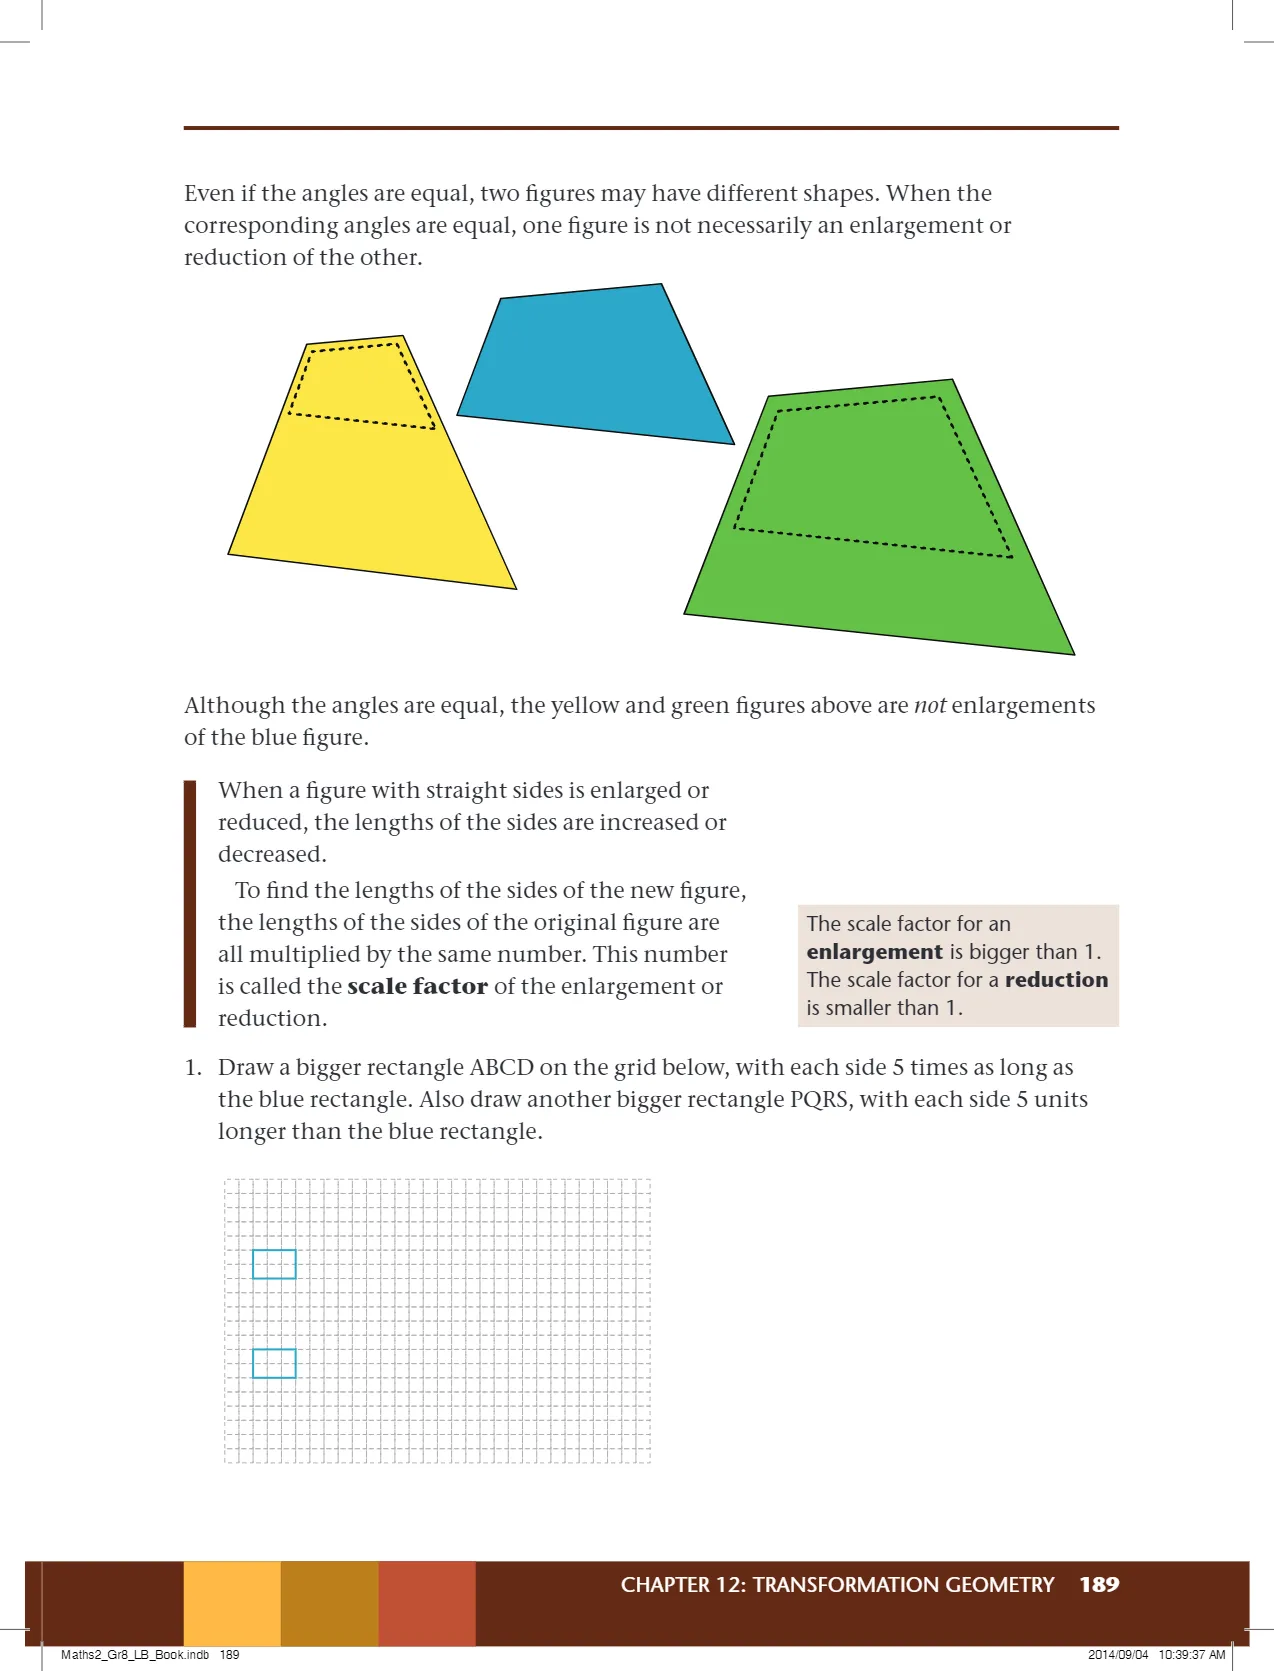 Even if the angles are equal, two figures may have different shapes. When the
corresponding angles are equal, one figure is not necessarily an enlargement or
reduction of the other.
Although the angles are equal, the yellow and green figures above are not enlargements
of the blue figure.
When a figure with straight sides is enlarged or
reduced, the lengths of the sides are increased or
decreased.
To find the lengths of the sides of the new figure,
the lengths of the sides of the original figure are
all multiplied by the same number. This number
is called the scale factor of the enlargement or
reduction.
The scale factor for an
enlargement is bigger than 1.
The scale factor for a reduction
is smaller than 1.
1. Draw a bigger rectangle ABCD on the grid below, with each side 5 times as long as
the blue rectangle. Also draw another bigger rectangle PQRS, with each side 5 units
longer than the blue rectangle.
CHAPTER 12: TRANSFORMATION GEOMETRY 189
Maths2_Gr8_LB_Book.indb 189
2014/09/04 10:39:37 AM